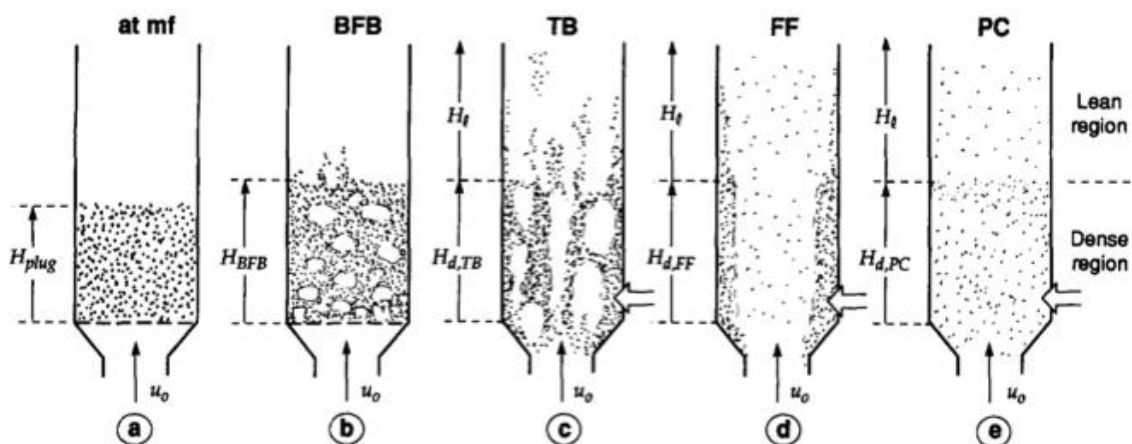 at mf BFB TB FF PC
H_ℓ H_ℓ H_ℓ Lean region
H_plug H_BFB H_d,TB H_d,FF H_d,PC Dense region
u_o u_o u_o u_o u_o
a b c d e